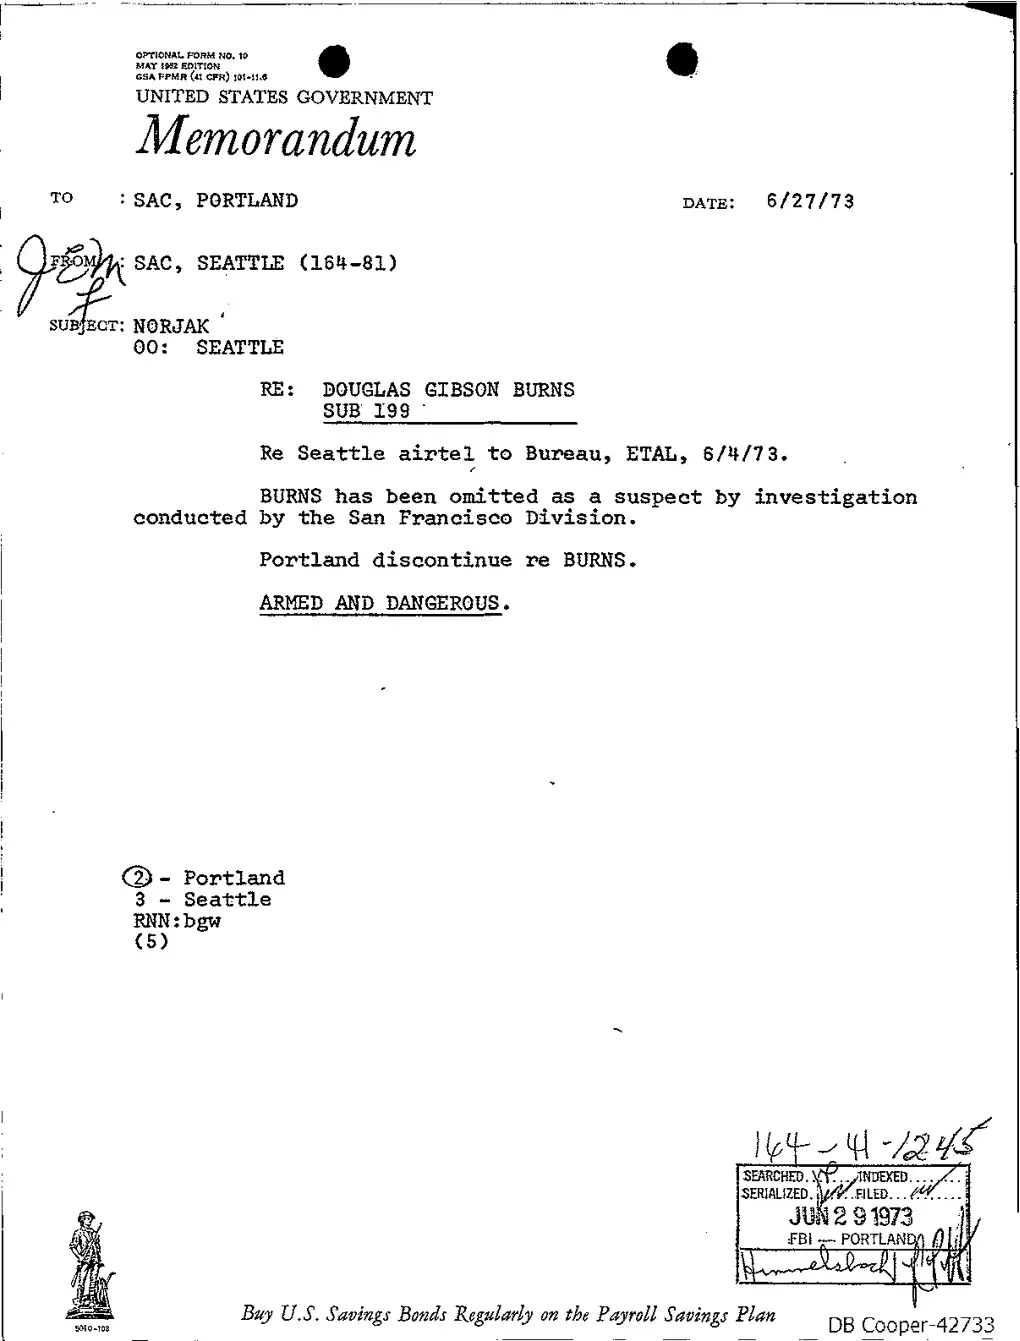 OPTIONAL FORM NO. 10
MAY 1962 EDITION
GSA FPMR (41 CFR) 101-11.6
UNITED STATES GOVERNMENT
Memorandum
TO : SAC, PORTLAND DATE: 6/27/73
FROM : SAC, SEATTLE (164-81)
SUBJECT: NORJAK
OO: SEATTLE
RE: DOUGLAS GIBSON BURNS
SUB 199
Re Seattle airtel to Bureau, ETAL, 6/4/73.
BURNS has been omitted as a suspect by investigation
conducted by the San Francisco Division.
Portland discontinue re BURNS.
ARMED AND DANGEROUS.
2 - Portland
3 - Seattle
RNN:bgw
(5)
164-41-1245
SEARCHED.....INDEXED.......
SERIALIZED.....FILED.........
JUN 29 1973
FBI — PORTLAND
Himmelsbach
5010-108
Buy U.S. Savings Bonds Regularly on the Payroll Savings Plan
DB Cooper-42733